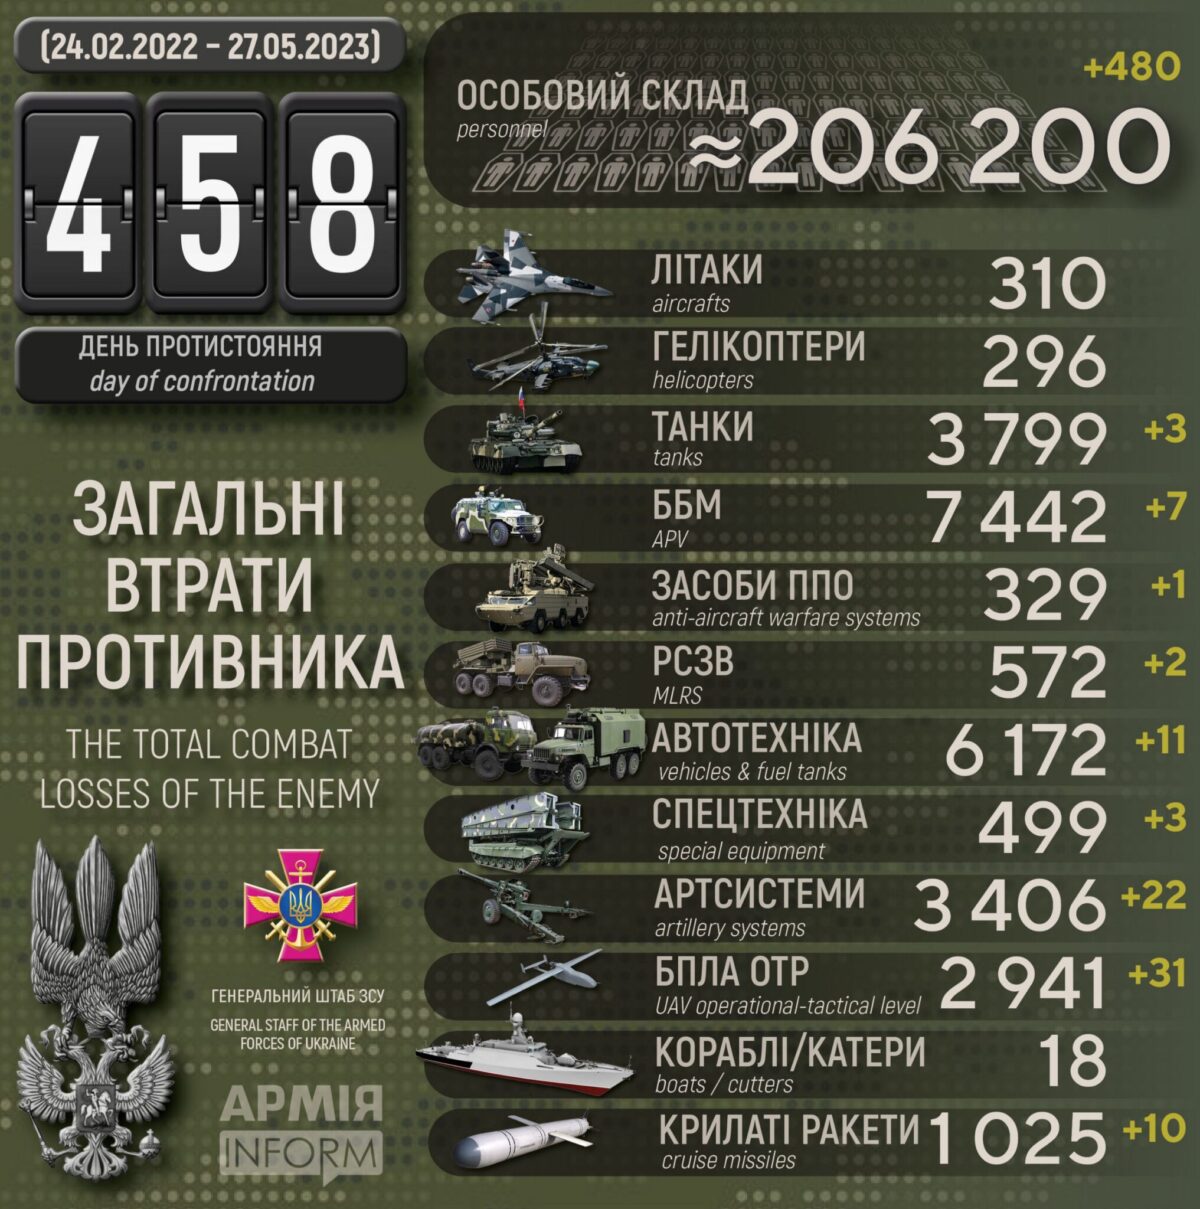 (24.02.2022 – 27.05.2023)
458
ДЕНЬ ПРОТИСТОЯННЯ
day of confrontation
ЗАГАЛЬНІ
ВТРАТИ
ПРОТИВНИКА
THE TOTAL COMBAT
LOSSES OF THE ENEMY
ГЕНЕРАЛЬНИЙ ШТАБ ЗСУ
GENERAL STAFF OF THE ARMED
FORCES OF UKRAINE
АРМІЯ
INFORM
+480
ОСОБОВИЙ СКЛАД
personnel
≈206 200
ЛІТАКИ
aircrafts
310
ГЕЛІКОПТЕРИ
helicopters
296
ТАНКИ
tanks
3 799 +3
ББМ
APV
7 442 +7
ЗАСОБИ ППО
anti-aircraft warfare systems
329 +1
РСЗВ
MLRS
572 +2
АВТОТЕХНІКА
vehicles & fuel tanks
6 172 +11
СПЕЦТЕХНІКА
special equipment
499 +3
АРТСИСТЕМИ
artillery systems
3 406 +22
БПЛА ОТР
UAV operational-tactical level
2 941 +31
КОРАБЛІ/КАТЕРИ
boats / cutters
18
КРИЛАТІ РАКЕТИ
cruise missiles
1 025 +10